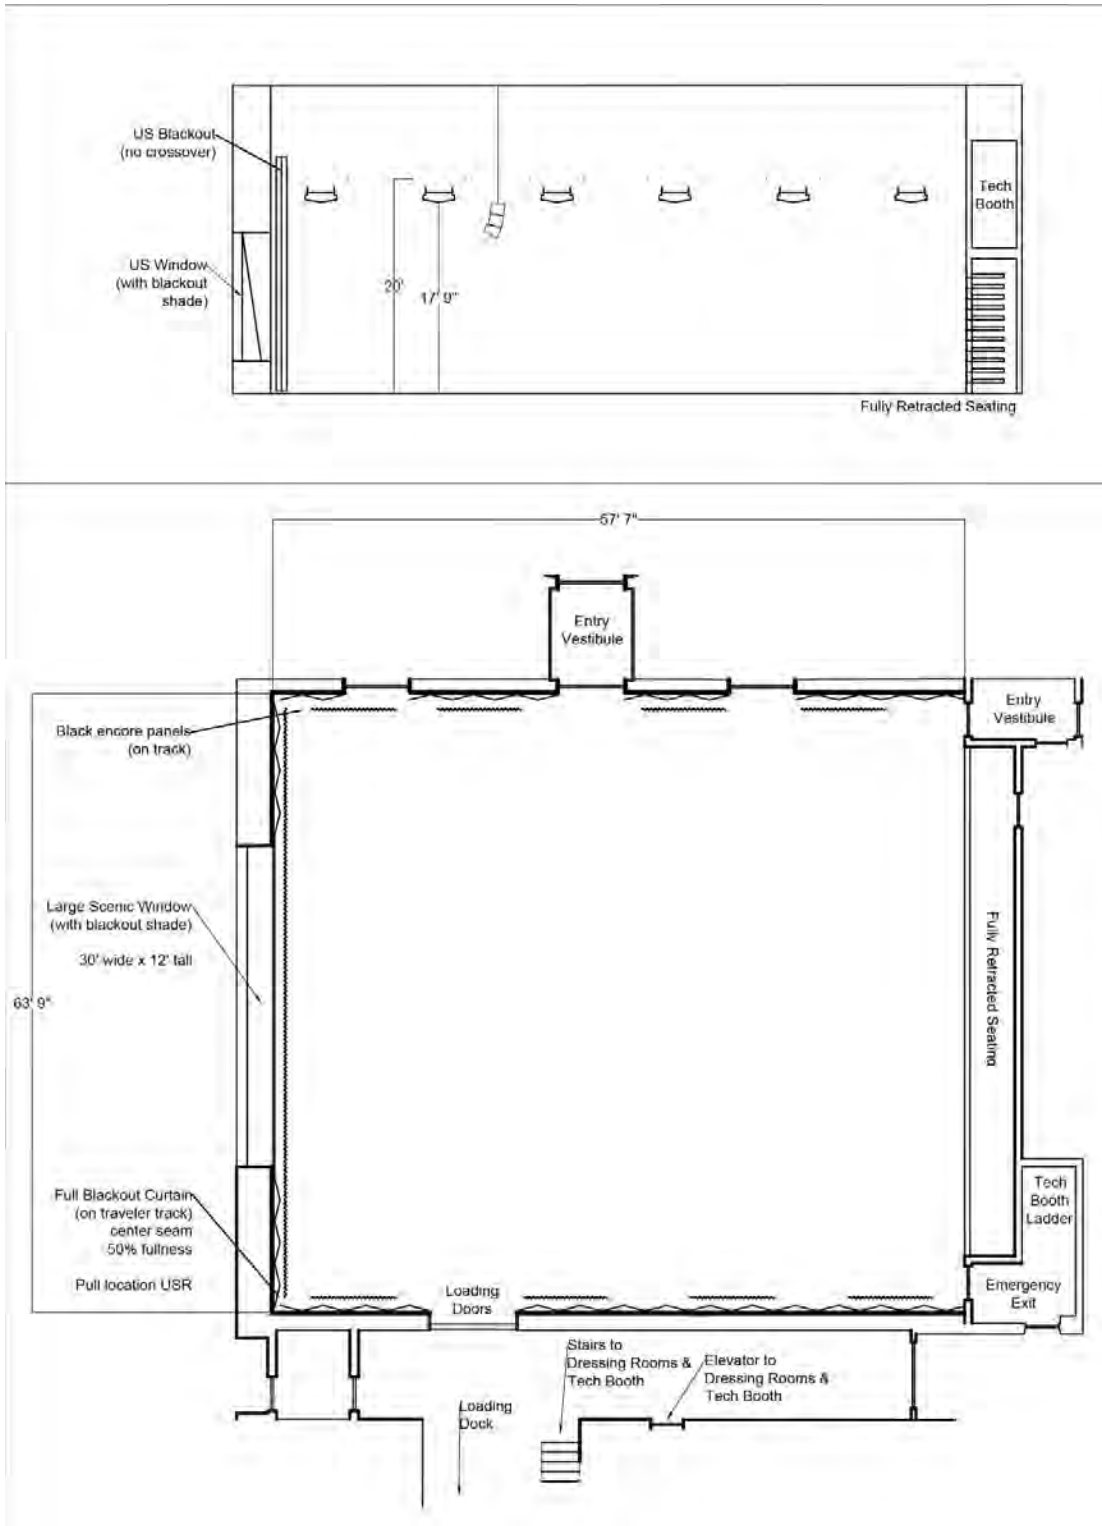 US Blackout
(no crossover)
Tech
Booth
US Window
(with blackout
shade)
20'
17' 9"
Fully Retracted Seating
57' 7"
Entry
Vestibule
Entry
Vestibule
Black encore panels
(on track)
Large Scenic Window
(with blackout shade)
30' wide x 12' tall
63' 9"
Fully Retracted Seating
Full Blackout Curtain
(on traveler track)
center seam
50% fullness
Pull location USR
Tech
Booth
Ladder
Loading
Doors
Emergency
Exit
Stairs to
Dressing Rooms &
Tech Booth
Elevator to
Dressing Rooms &
Tech Booth
Loading
Dock